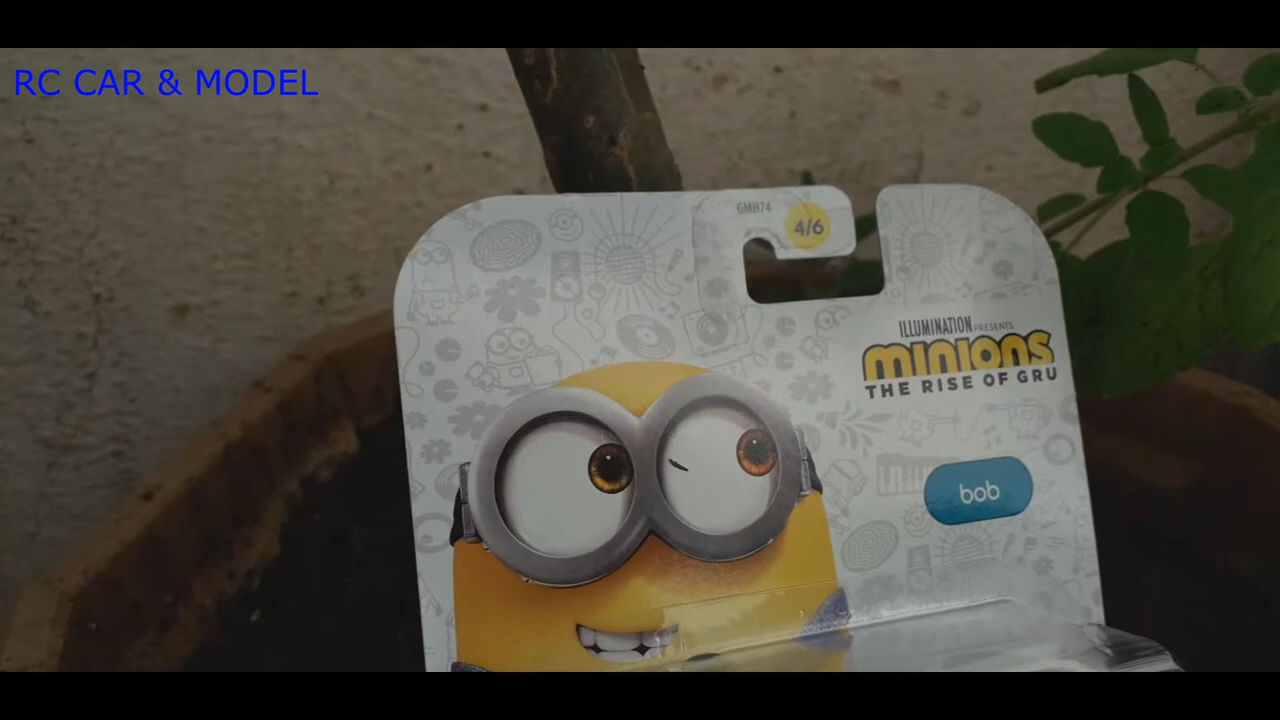 RC CAR & MODEL
GMH74
4/6
ILLUMINATION PRESENTS
minions
THE RISE OF GRU
bob